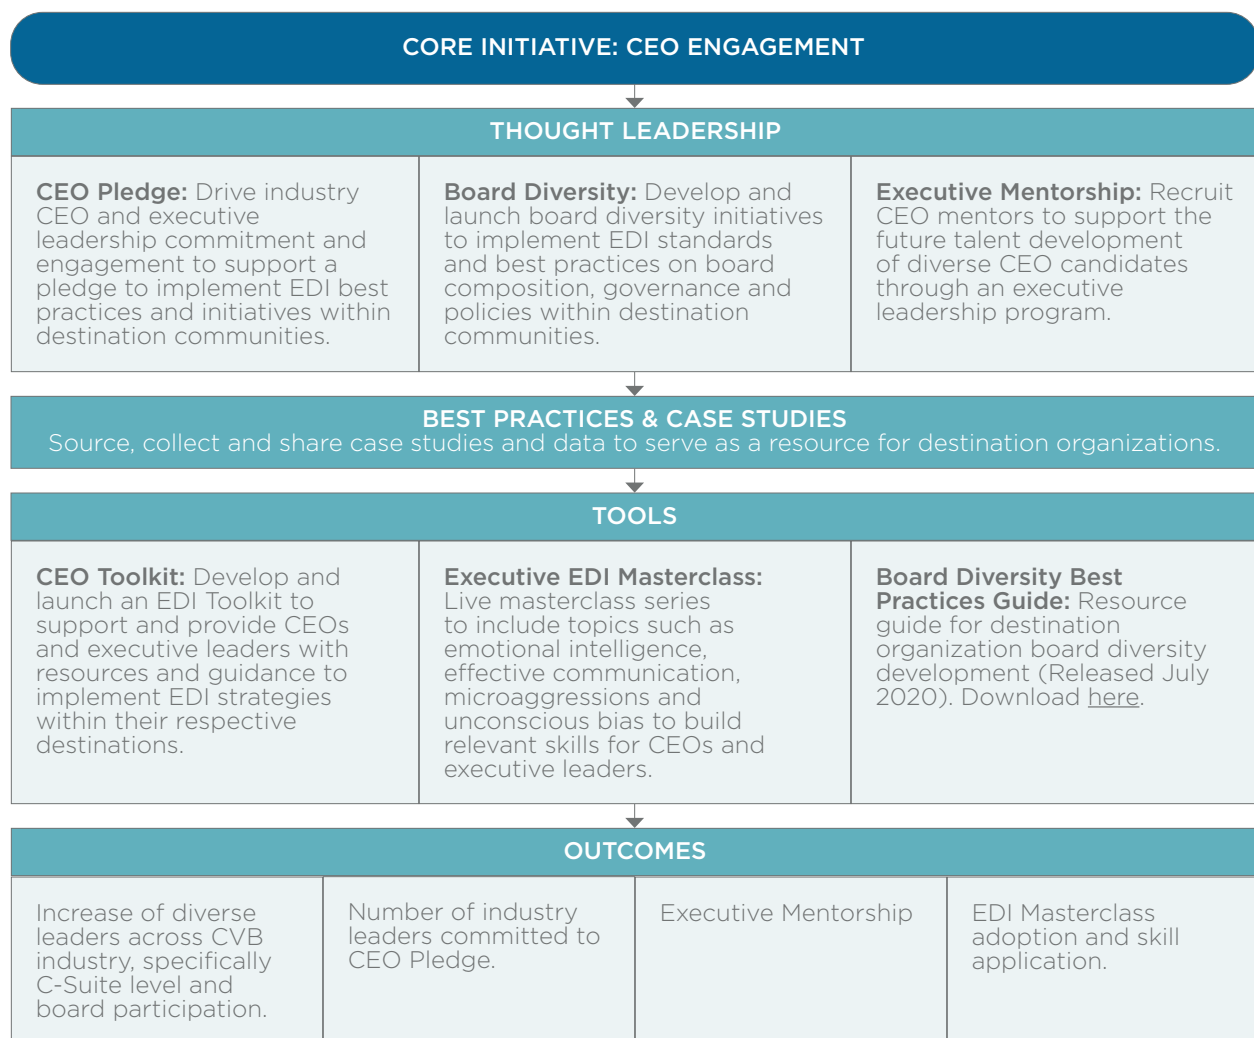 CORE INITIATIVE: CEO ENGAGEMENT
THOUGHT LEADERSHIP
CEO Pledge: Drive industry
CEO and executive
leadership commitment and
engagement to support a
pledge to implement EDI best
practices and initiatives within
destination communities.
Board Diversity: Develop and
launch board diversity initiatives
to implement EDI standards
and best practices on board
composition, governance and
policies within destination
communities.
Executive Mentorship: Recruit
CEO mentors to support the
future talent development
of diverse CEO candidates
through an executive
leadership program.
BEST PRACTICES & CASE STUDIES
Source, collect and share case studies and data to serve as a resource for destination organizations.
TOOLS
CEO Toolkit: Develop and
launch an EDI Toolkit to
support and provide CEOs
and executive leaders with
resources and guidance to
implement EDI strategies
within their respective
destinations.
Executive EDI Masterclass:
Live masterclass series
to include topics such as
emotional intelligence,
effective communication,
microaggressions and
unconscious bias to build
relevant skills for CEOs and
executive leaders.
Board Diversity Best
Practices Guide: Resource
guide for destination
organization board diversity
development (Released July
2020). Download here.
OUTCOMES
Increase of diverse
leaders across CVB
industry, specifically
C-Suite level and
board participation.
Number of industry
leaders committed to
CEO Pledge.
Executive Mentorship
EDI Masterclass
adoption and skill
application.